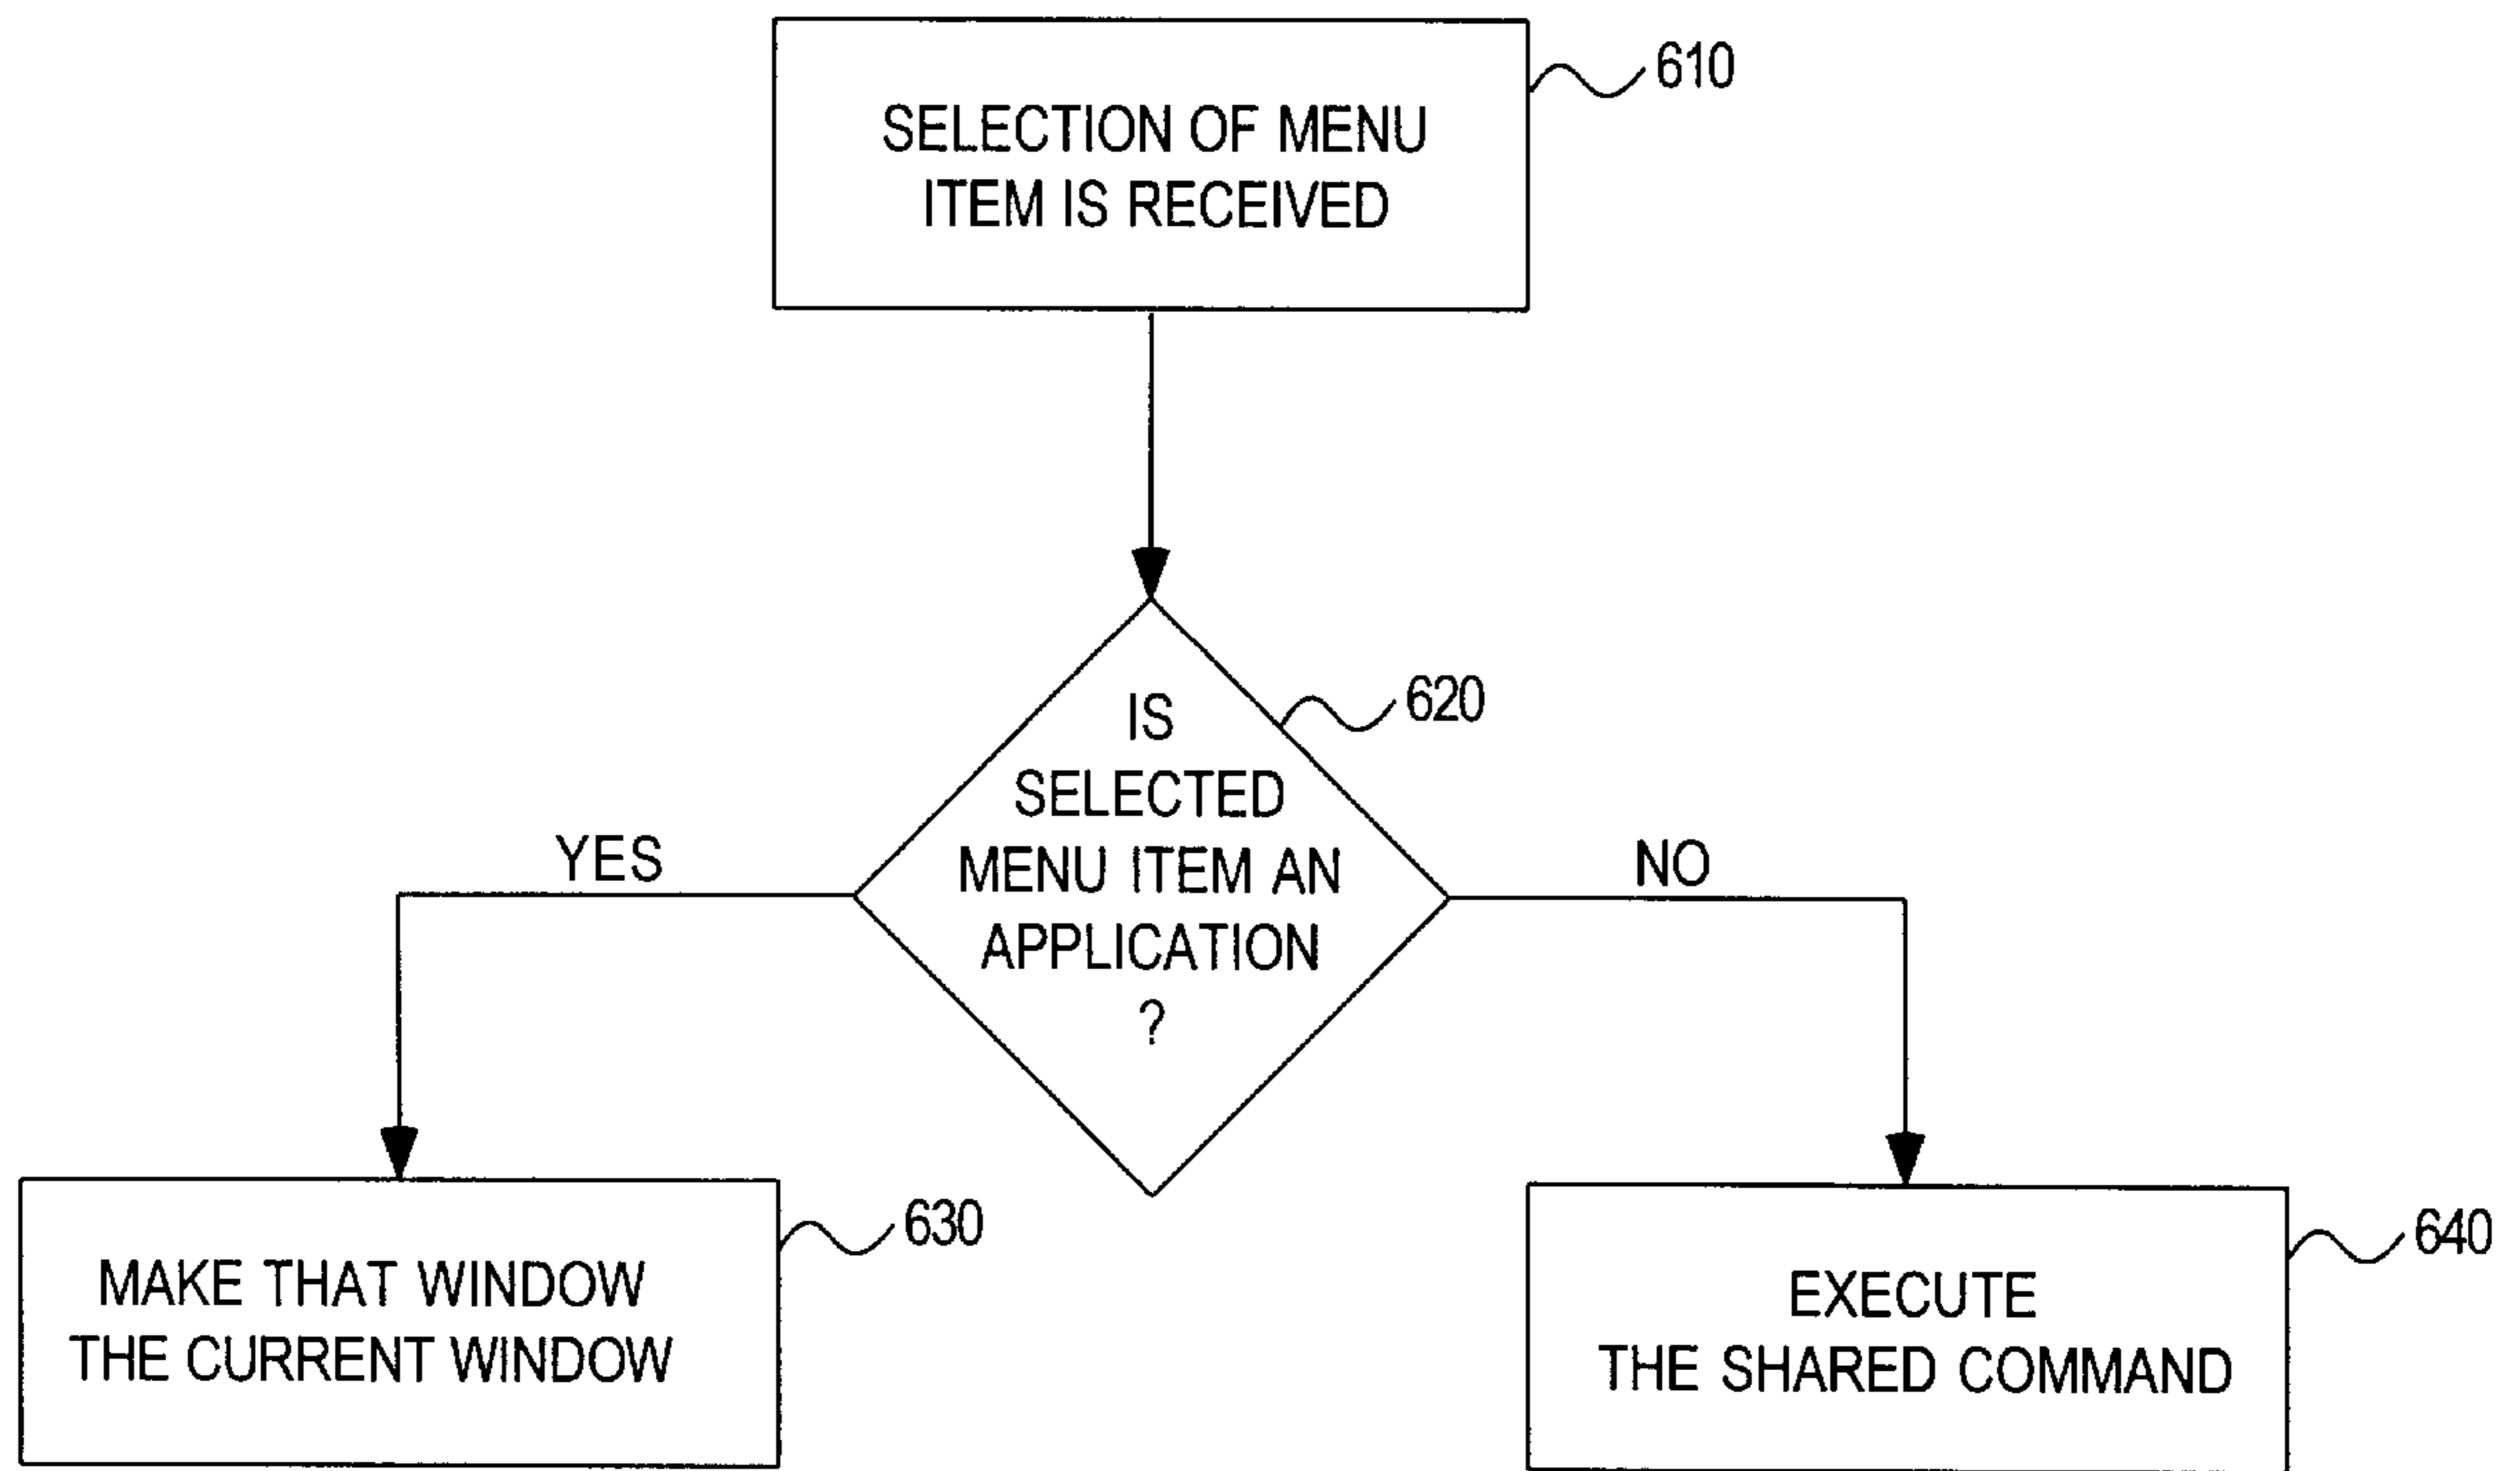 SELECTION OF MENU
ITEM IS RECEIVED
610
IS
SELECTED
MENU ITEM AN
APPLICATION
?
620
YES
NO
MAKE THAT WINDOW
THE CURRENT WINDOW
630
EXECUTE
THE SHARED COMMAND
640